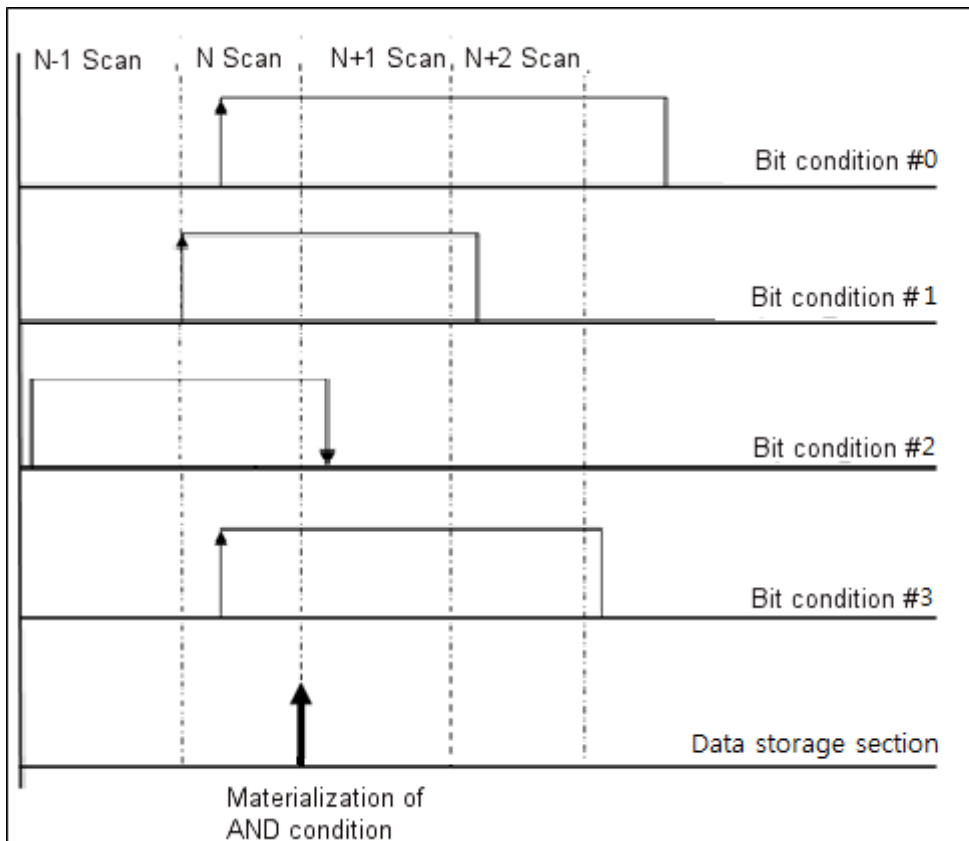 N-1 Scan N Scan N+1 Scan N+2 Scan
Bit condition #0
Bit condition #1
Bit condition #2
Bit condition #3
Data storage section
Materialization of
AND condition